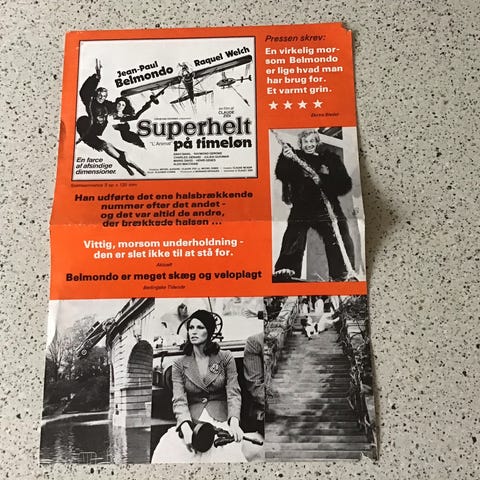 Jean-Paul
Belmondo
Raquel Welch
en film af
CLAUDE
ZIDI
Superhelt
"L'Animal"
på timeløn
En farce
af afsindige
dimensioner.
Pressen skrev:
En virkelig mor-
som Belmondo
er lige hvad man
har brug for.
Et varmt grin.
★★★★
Ekstra Bladet
Han udførte det ene halsbrækkende
nummer efter det andet -
og det var altid de andre,
der brækkede halsen ...
Vittig, morsom underholdning -
den er slet ikke til at stå for.
Aktuelt
Belmondo er meget skæg og veloplagt
Berlingske Tidende